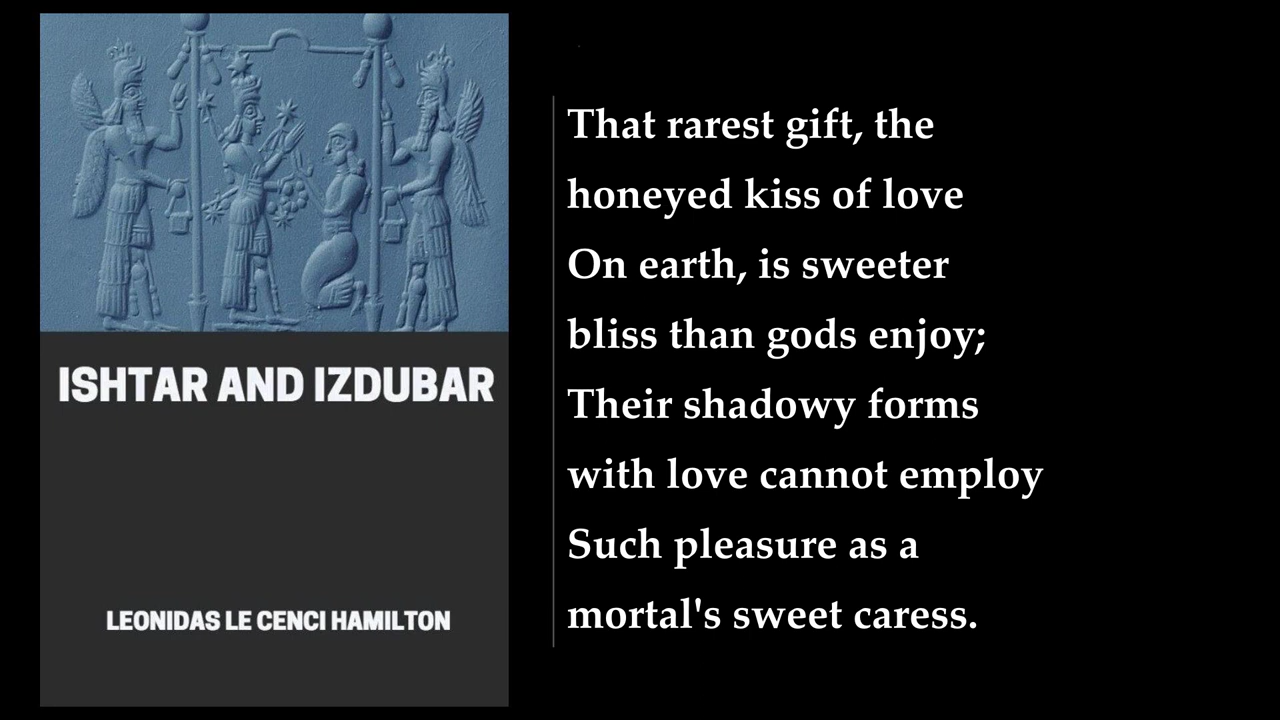 ISHTAR AND IZDUBAR
LEONIDAS LE CENCI HAMILTON
That rarest gift, the
honeyed kiss of love
On earth, is sweeter
bliss than gods enjoy;
Their shadowy forms
with love cannot employ
Such pleasure as a
mortal's sweet caress.